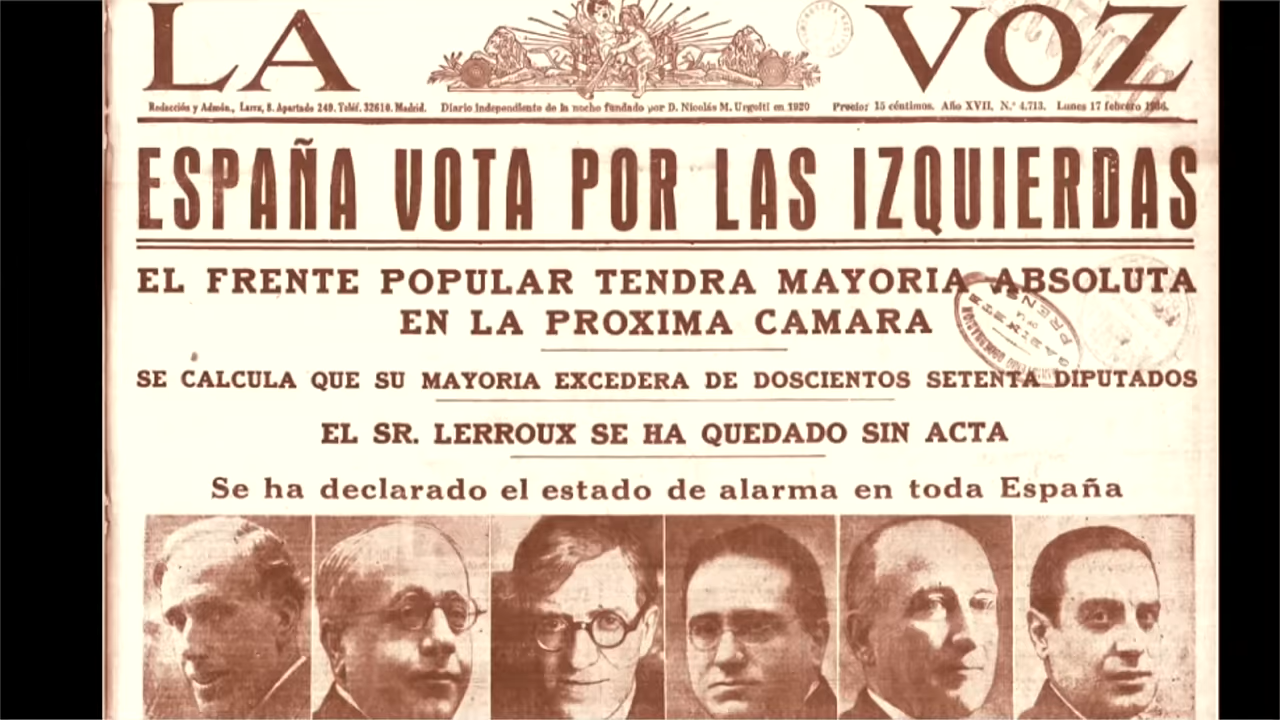 LA VOZ
Redacción y Admón., Larra, 8. Apartado 249. Teléf. 32610. Madrid. Diario independiente de la noche fundado por D. Nicolás M. Urgoiti en 1920 Precio: 15 céntimos. Año XVII. N.º 4.713. Lunes 17 febrero 1936.
ESPAÑA VOTA POR LAS IZQUIERDAS
EL FRENTE POPULAR TENDRA MAYORIA ABSOLUTA
EN LA PROXIMA CAMARA
SE CALCULA QUE SU MAYORIA EXCEDERA DE DOSCIENTOS SETENTA DIPUTADOS
EL SR. LERROUX SE HA QUEDADO SIN ACTA
Se ha declarado el estado de alarma en toda España
GABINETE
DE LA
PRENSA